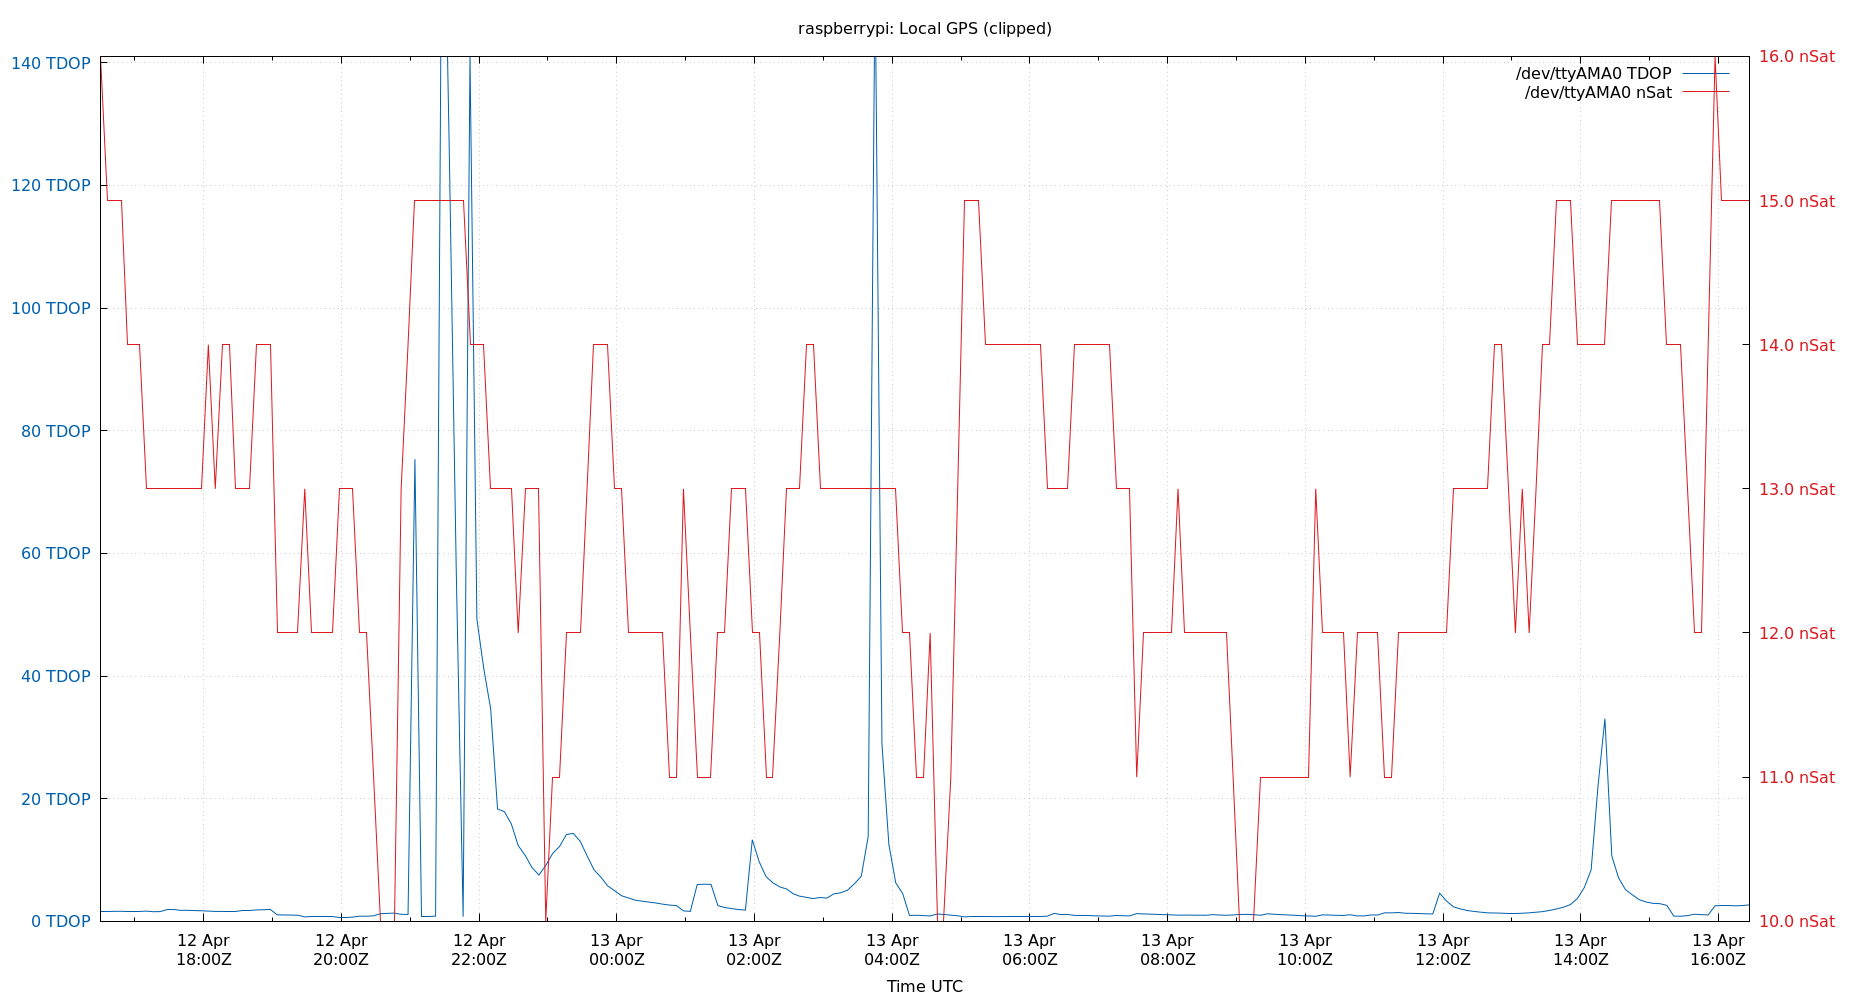 raspberrypi: Local GPS (clipped)
140 TDOP
120 TDOP
100 TDOP
80 TDOP
60 TDOP
40 TDOP
20 TDOP
0 TDOP
16.0 nSat
15.0 nSat
14.0 nSat
13.0 nSat
12.0 nSat
11.0 nSat
10.0 nSat
/dev/ttyAMA0 TDOP
/dev/ttyAMA0 nSat
12 Apr
18:00Z
12 Apr
20:00Z
12 Apr
22:00Z
13 Apr
00:00Z
13 Apr
02:00Z
13 Apr
04:00Z
13 Apr
06:00Z
13 Apr
08:00Z
13 Apr
10:00Z
13 Apr
12:00Z
13 Apr
14:00Z
13 Apr
16:00Z
Time UTC